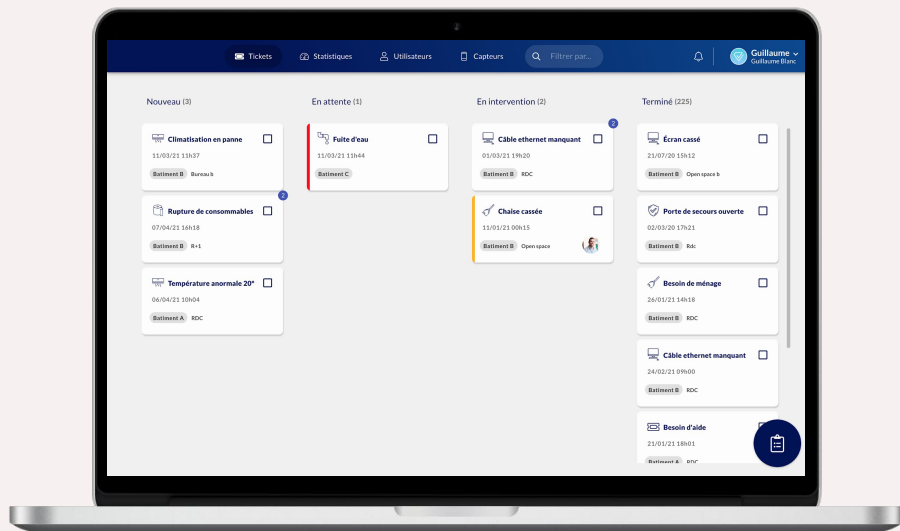 Tickets
Statistiques
Utilisateurs
Capteurs
Filtrer par...
Guillaume
Guillaume Blanc
Nouveau (3)
Climatisation en panne
11/03/21 11h37
Batiment B Bureau b
2
Rupture de consommables
07/04/21 16h18
Batiment B R+1
Température anormale 20°
06/04/21 10h04
Batiment A RDC
En attente (1)
Fuite d'eau
11/03/21 11h44
Batiment C
En intervention (2)
2
Câble ethernet manquant
01/03/21 19h20
Batiment B RDC
Chaise cassée
11/01/21 00h15
Batiment B Open space
Terminé (225)
Écran cassé
21/07/20 15h12
Batiment B Open space b
Porte de secours ouverte
02/03/20 17h21
Batiment B Rdc
Besoin de ménage
26/01/21 14h18
Batiment B RDC
Câble ethernet manquant
24/02/21 09h00
Batiment B RDC
Besoin d'aide
21/01/21 18h01
Batiment A RDC